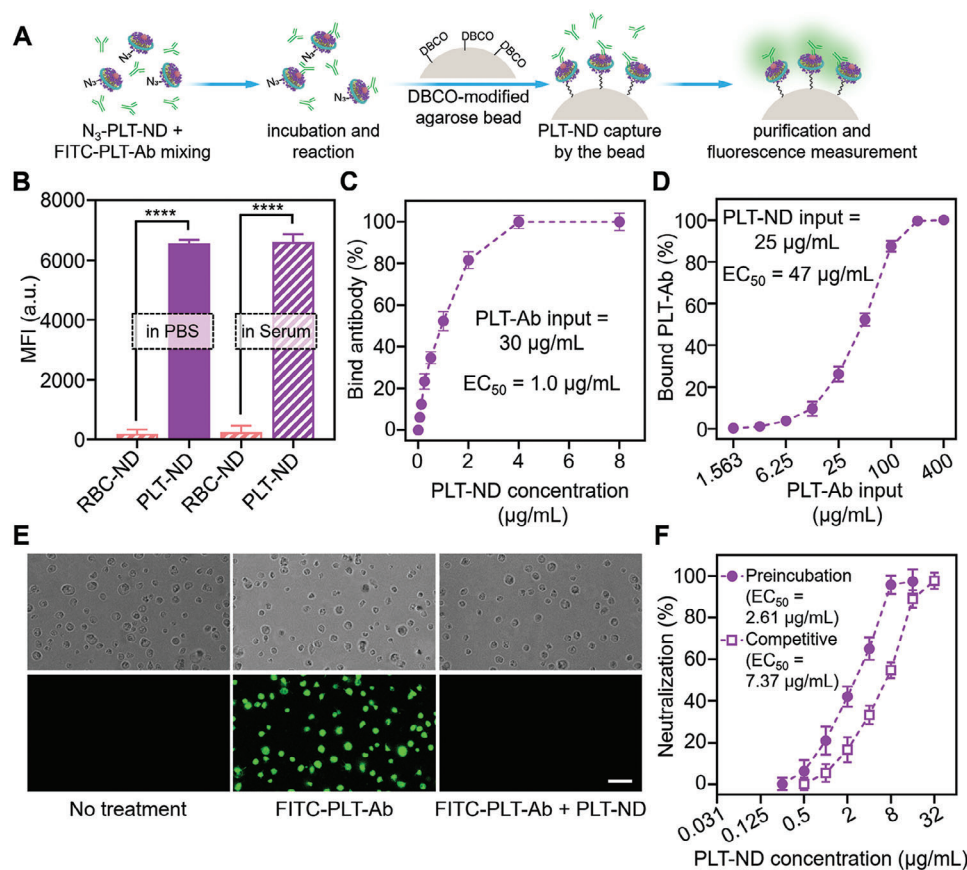 A
N₃
N₃
N₃
N₃
N₃
N₃
DBCO
DBCO
DBCO
N₃-PLT-ND +
FITC-PLT-Ab mixing
incubation and
reaction
DBCO-modified
agarose bead
PLT-ND capture
by the bead
purification and
fluorescence measurement
B
MFI (a.u.)
8000
6000
4000
2000
0
****
****
in PBS
in Serum
RBC-ND
PLT-ND
RBC-ND
PLT-ND
C
Bind antibody (%)
100
80
60
40
20
0
PLT-Ab input =
30 µg/mL
EC₅₀ = 1.0 µg/mL
0
2
4
6
8
PLT-ND concentration
(µg/mL)
D
Bound PLT-Ab (%)
100
80
60
40
20
0
PLT-ND input =
25 µg/mL
EC₅₀ = 47 µg/mL
1.563
6.25
25
100
400
PLT-Ab input
(µg/mL)
E
No treatment
FITC-PLT-Ab
FITC-PLT-Ab + PLT-ND
F
Neutralization (%)
100
80
60
40
20
0
Preincubation
(EC₅₀ =
2.61 µg/mL)
Competitive
(EC₅₀ =
7.37 µg/mL)
0.031
0.125
0.5
2
8
32
PLT-ND concentration (µg/mL)